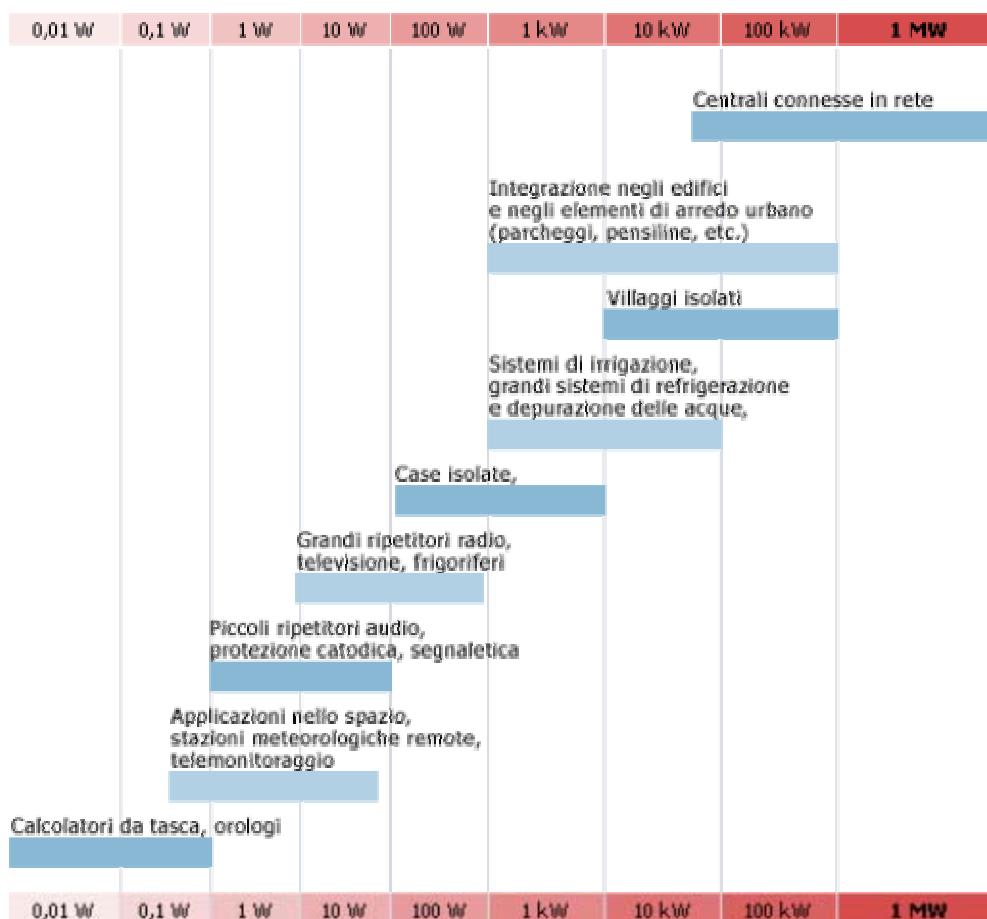 0,01 W 0,1 W 1 W 10 W 100 W 1 kW 10 kW 100 kW 1 MW
Centrali connesse in rete
Integrazione negli edifici
e negli elementi di arredo urbano
(parcheggi, pensiline, etc.)
Villaggi isolati
Sistemi di irrigazione,
grandi sistemi di refrigerazione
e depurazione delle acque,
Case isolate,
Grandi ripetitori radio,
televisione, frigoriferi
Piccoli ripetitori audio,
protezione catodica, segnaletica
Applicazioni nello spazio,
stazioni meteorologiche remote,
telemonitoraggio
Calcolatori da tasca, orologi
0,01 W 0,1 W 1 W 10 W 100 W 1 kW 10 kW 100 kW 1 MW